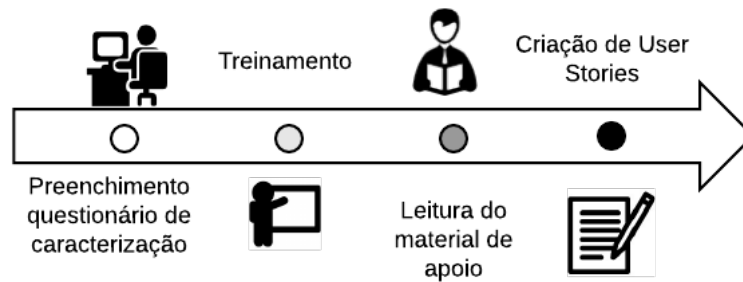 Preenchimento
questionário de
caracterização
Treinamento
Leitura do
material de
apoio
Criação de User
Stories